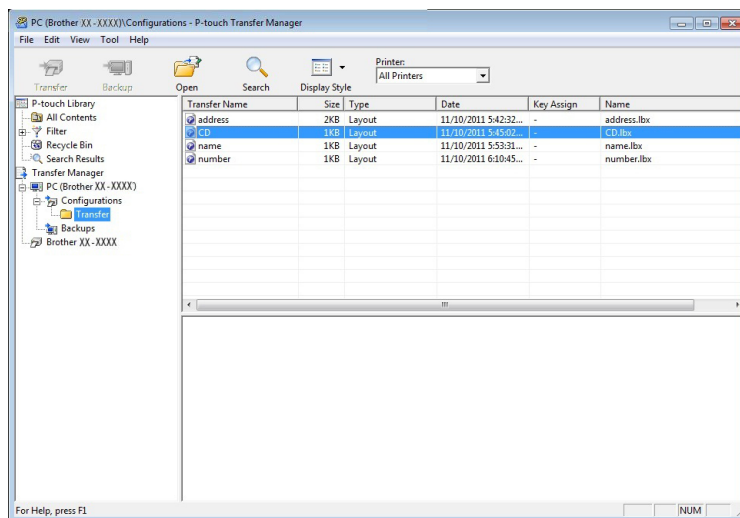 PC (Brother XX-XXXX)\Configurations - P-touch Transfer Manager
File Edit View Tool Help
Transfer Backup Open Search Display Style
Printer:
All Printers
P-touch Library
All Contents
Filter
Recycle Bin
Search Results
Transfer Manager
PC (Brother XX-XXXX)
Configurations
Transfer
Backups
Brother XX-XXXX
Transfer Name Size Type Date Key Assign Name
address 2KB Layout 11/10/2011 5:42:32... - address.lbx
CD 1KB Layout 11/10/2011 5:45:02... - CD.lbx
name 1KB Layout 11/10/2011 5:53:31... - name.lbx
number 1KB Layout 11/10/2011 6:10:45... - number.lbx
For Help, press F1
NUM